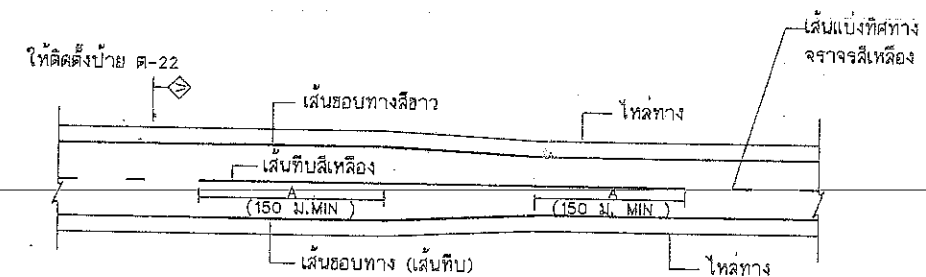 เส้นแบ่งทิศทาง
จราจรสีเหลือง
ให้ติดตั้งป้าย ต-22
เส้นขอบทางสีขาว
ไหล่ทาง
เส้นทึบสีเหลือง
A
A
(150 ม.MIN )
(150 ม. MIN )
เส้นขอบทาง (เส้นทึบ)
ไหล่ทาง